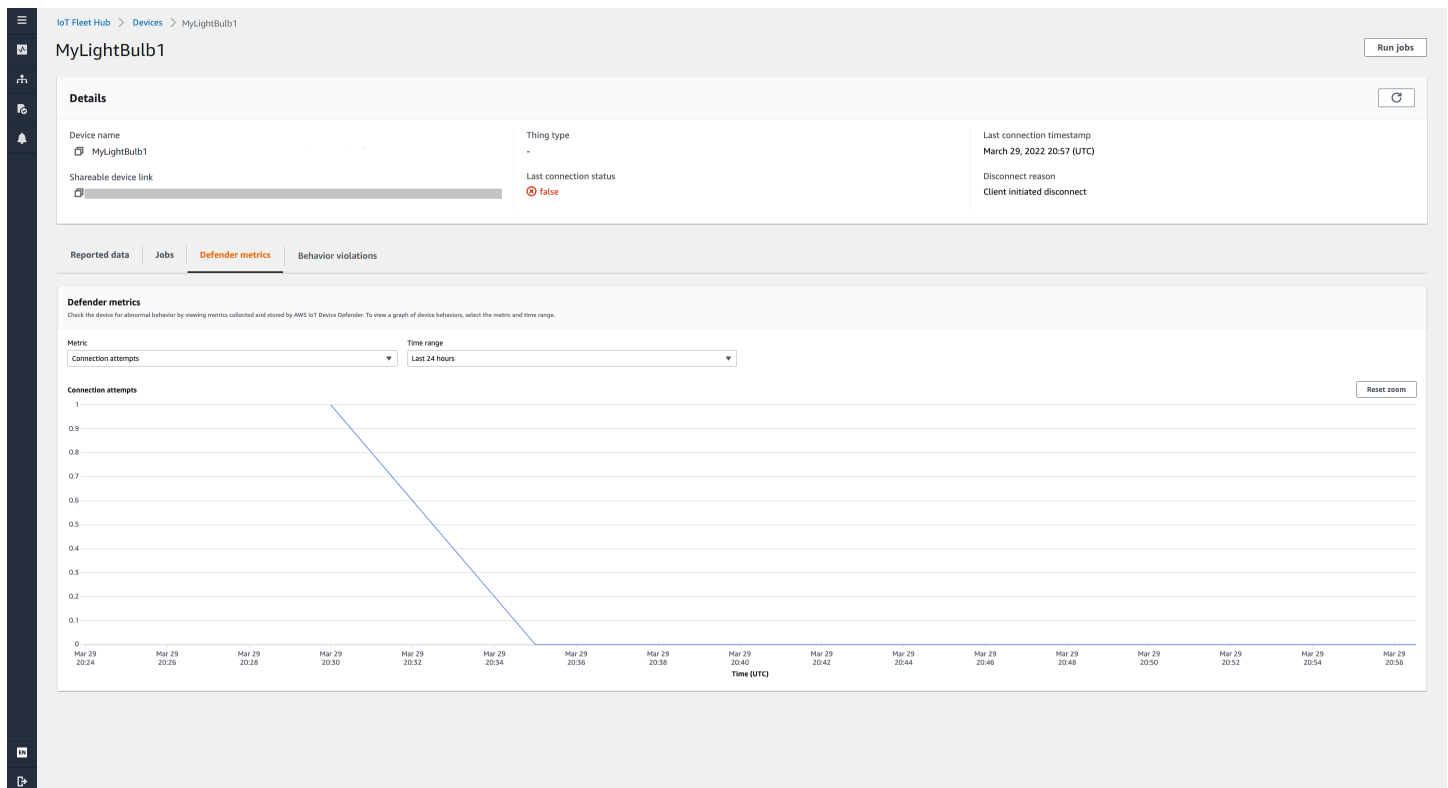 IoT Fleet Hub > Devices > MyLightBulb1
MyLightBulb1
Run jobs
Details
Device name
MyLightBulb1
Shareable device link
Thing type
-
Last connection status
false
Last connection timestamp
March 29, 2022 20:57 (UTC)
Disconnect reason
Client initiated disconnect
Reported data
Jobs
Defender metrics
Behavior violations
Defender metrics
Check the device for abnormal behavior by viewing metrics collected and stored by AWS IoT Device Defender. To view a graph of device behaviors, select the metric and time range.
Metric
Connection attempts
Time range
Last 24 hours
Connection attempts
Reset zoom
1
0.9
0.8
0.7
0.6
0.5
0.4
0.3
0.2
0.1
0
Mar 29 Mar 29 Mar 29 Mar 29 Mar 29 Mar 29 Mar 29 Mar 29 Mar 29 Mar 29 Mar 29 Mar 29 Mar 29 Mar 29 Mar 29 Mar 29 Mar 29
20:24 20:26 20:28 20:30 20:32 20:34 20:36 20:38 20:40 20:42 20:44 20:46 20:48 20:50 20:52 20:54 20:56
Time (UTC)
EN